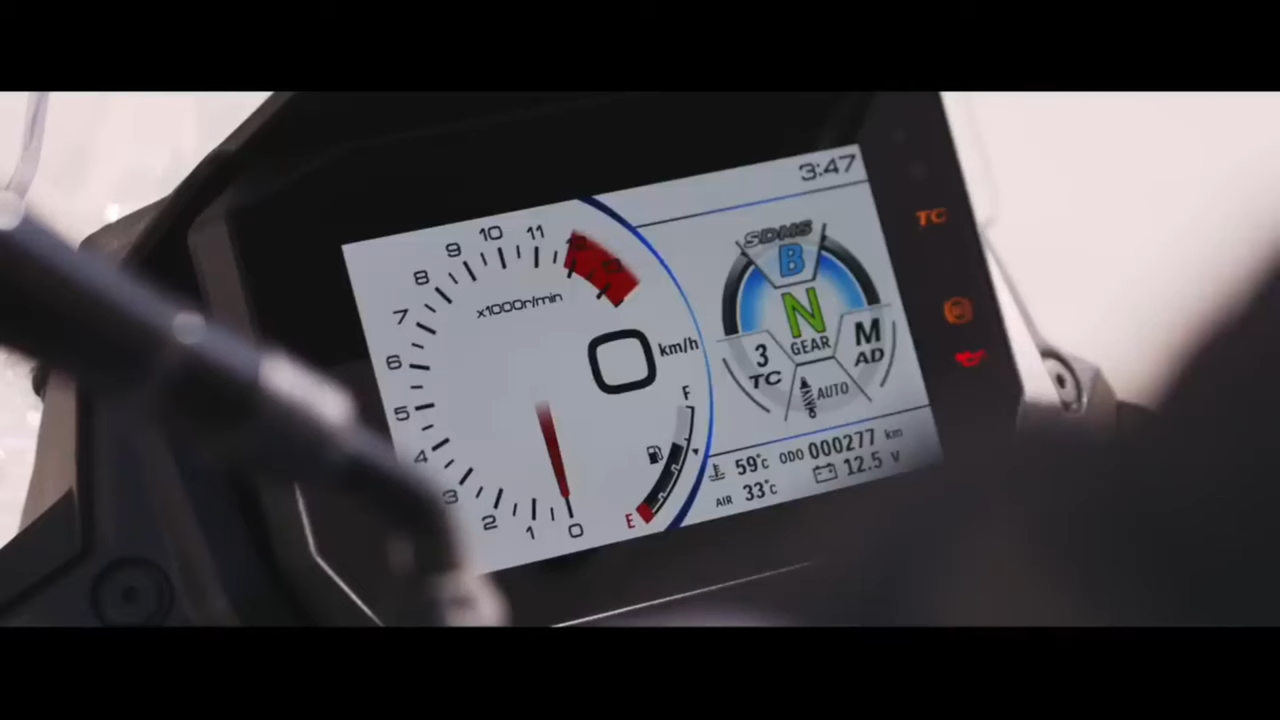 3:47
11
10
9
8
7
6
5
4
3
2
1
0
x1000r/min
0 km/h
F
E
SDMS
B
N
GEAR
3
TC
M
AD
AUTO
59°C ODO 000277 km
AIR 33°C 12.5 V
TC